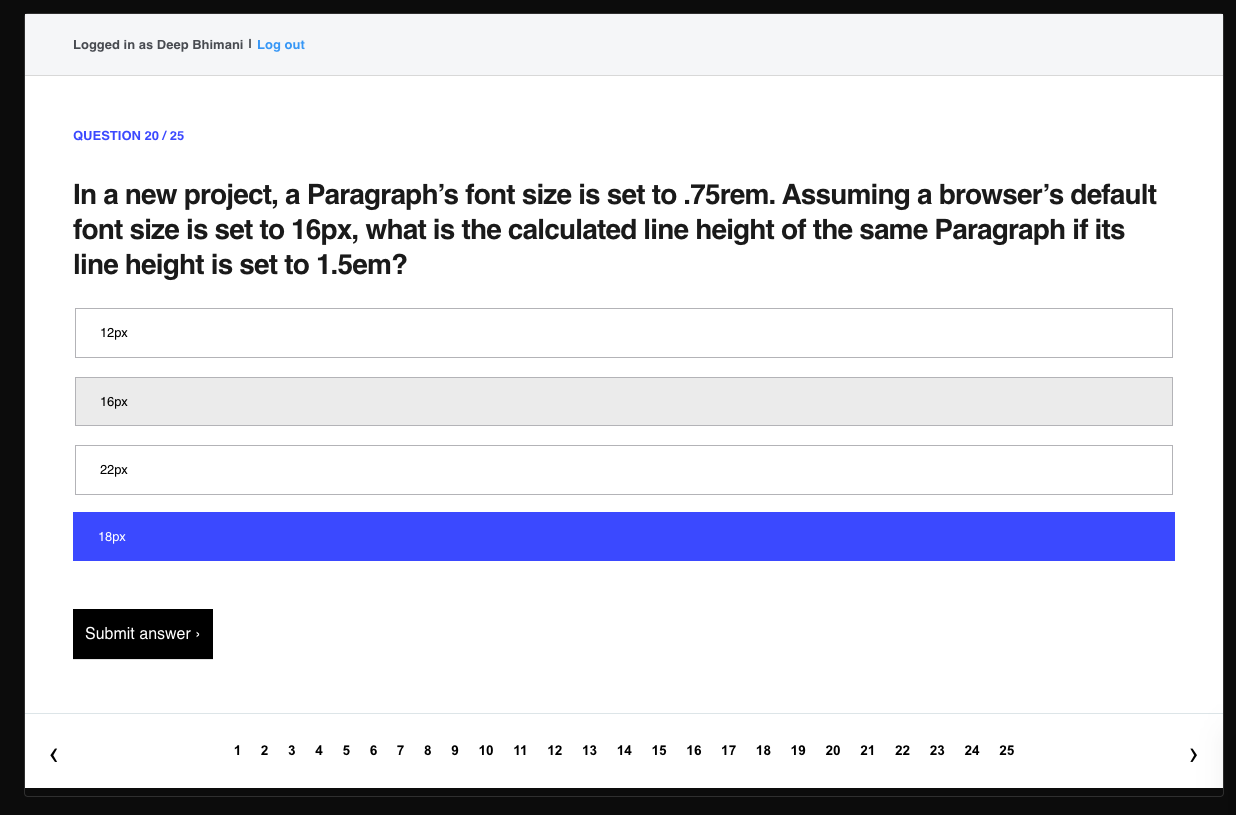 Logged in as Deep Bhimani | Log out
QUESTION 20 / 25
In a new project, a Paragraph’s font size is set to .75rem. Assuming a browser’s default
font size is set to 16px, what is the calculated line height of the same Paragraph if its
line height is set to 1.5em?
12px
16px
22px
18px
Submit answer ›
‹ 1 2 3 4 5 6 7 8 9 10 11 12 13 14 15 16 17 18 19 20 21 22 23 24 25 ›